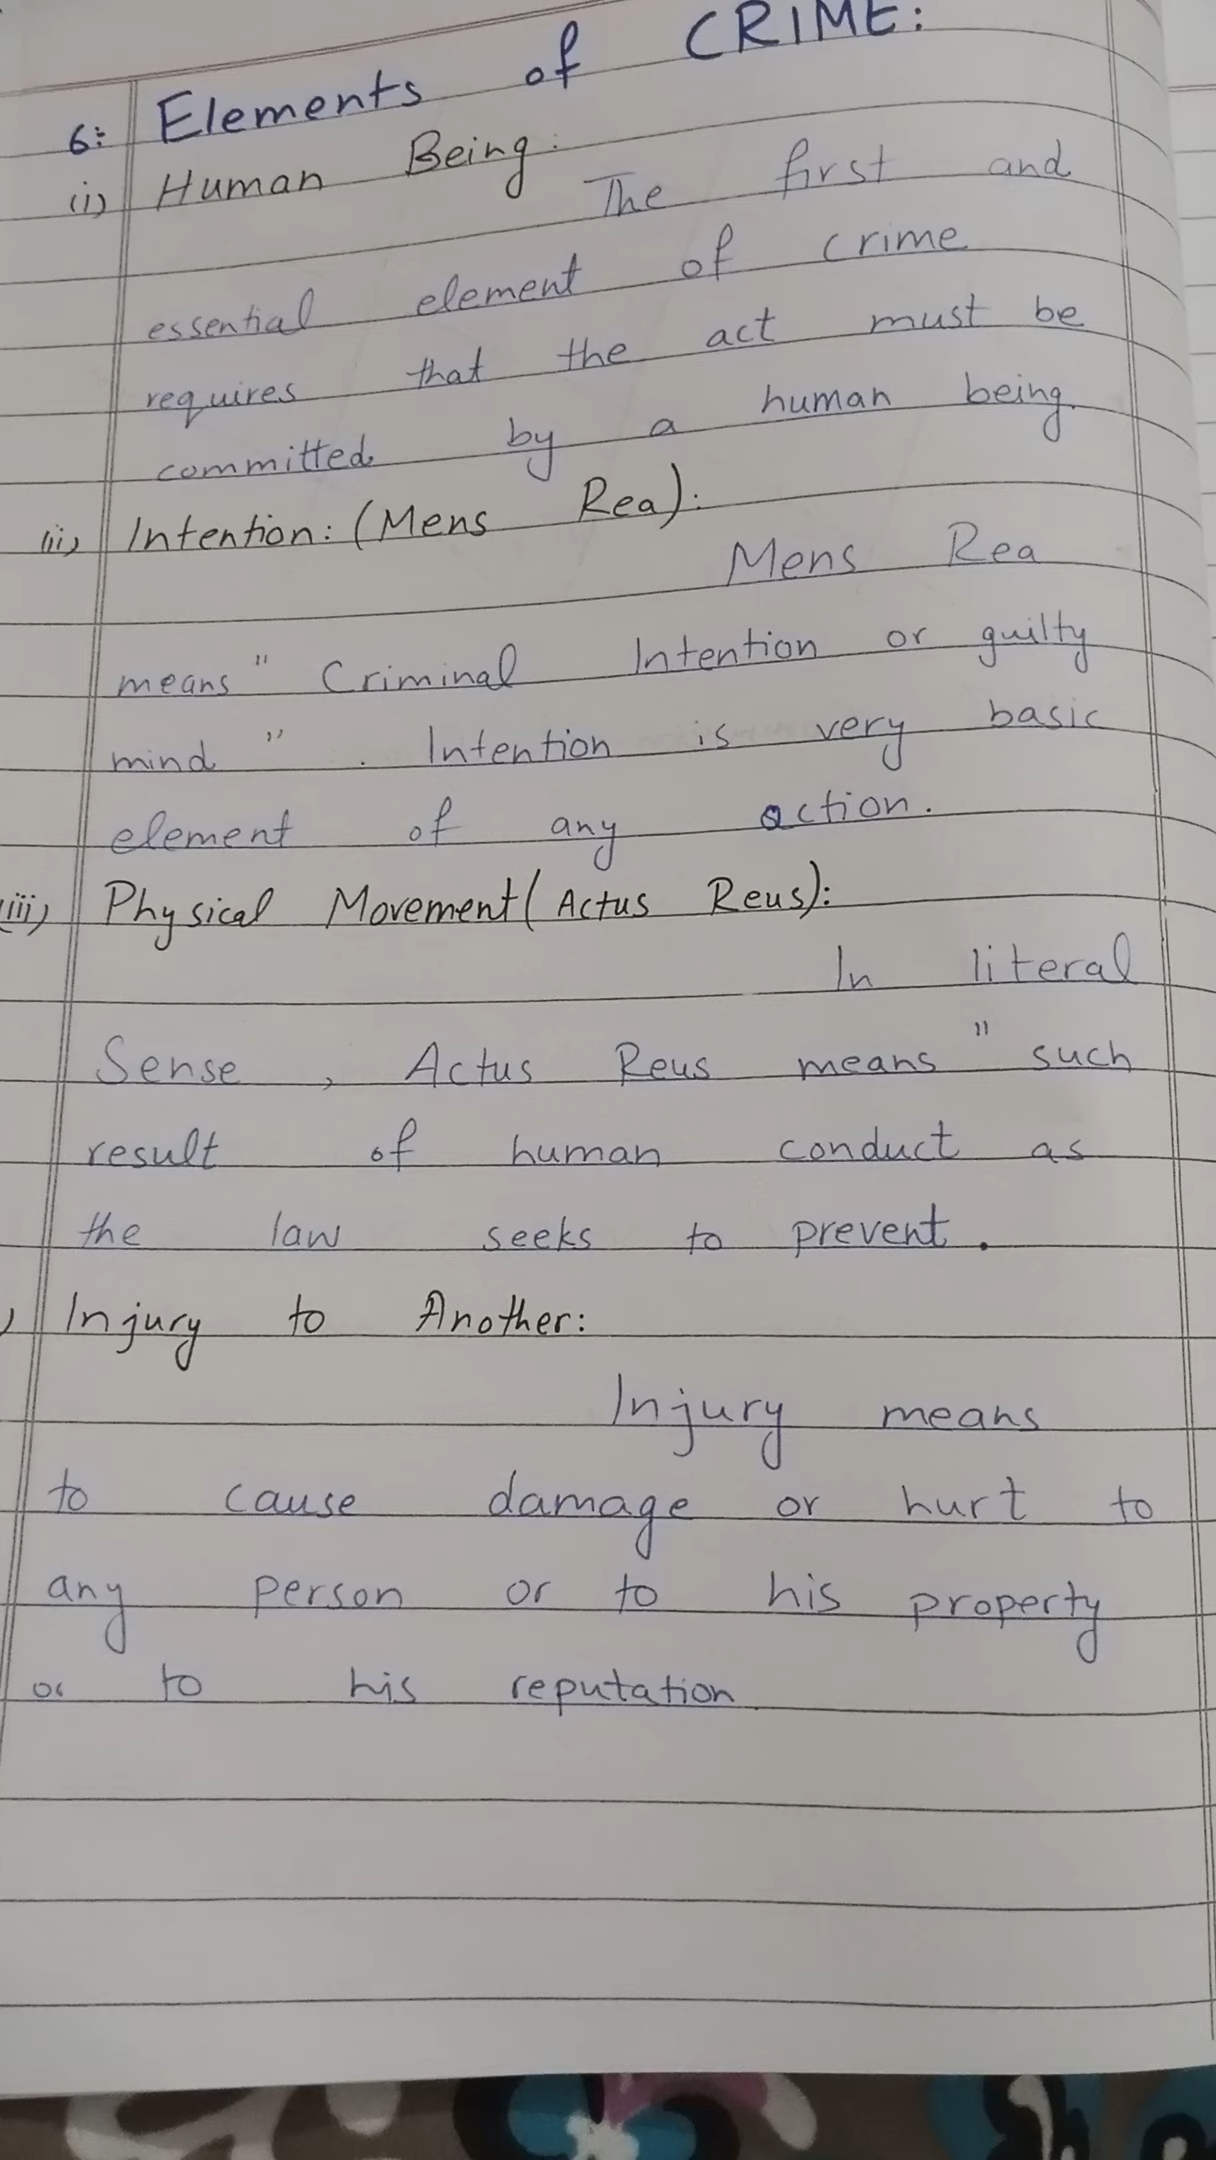 6: Elements of CRIME:
(i) Human Being:
The first and
essential element of crime
requires that the act must be
committed by a human being.
(ii) Intention: (Mens Rea):
Mens Rea
means " Criminal Intention or guilty
mind ". Intention is very basic
element of any action.
(iii) Physical Movement (Actus Reus):
In literal
Sense, Actus Reus means " such
result of human conduct as
the law seeks to prevent.
) Injury to Another:
Injury means
to cause damage or hurt to
any person or to his property
or to his reputation